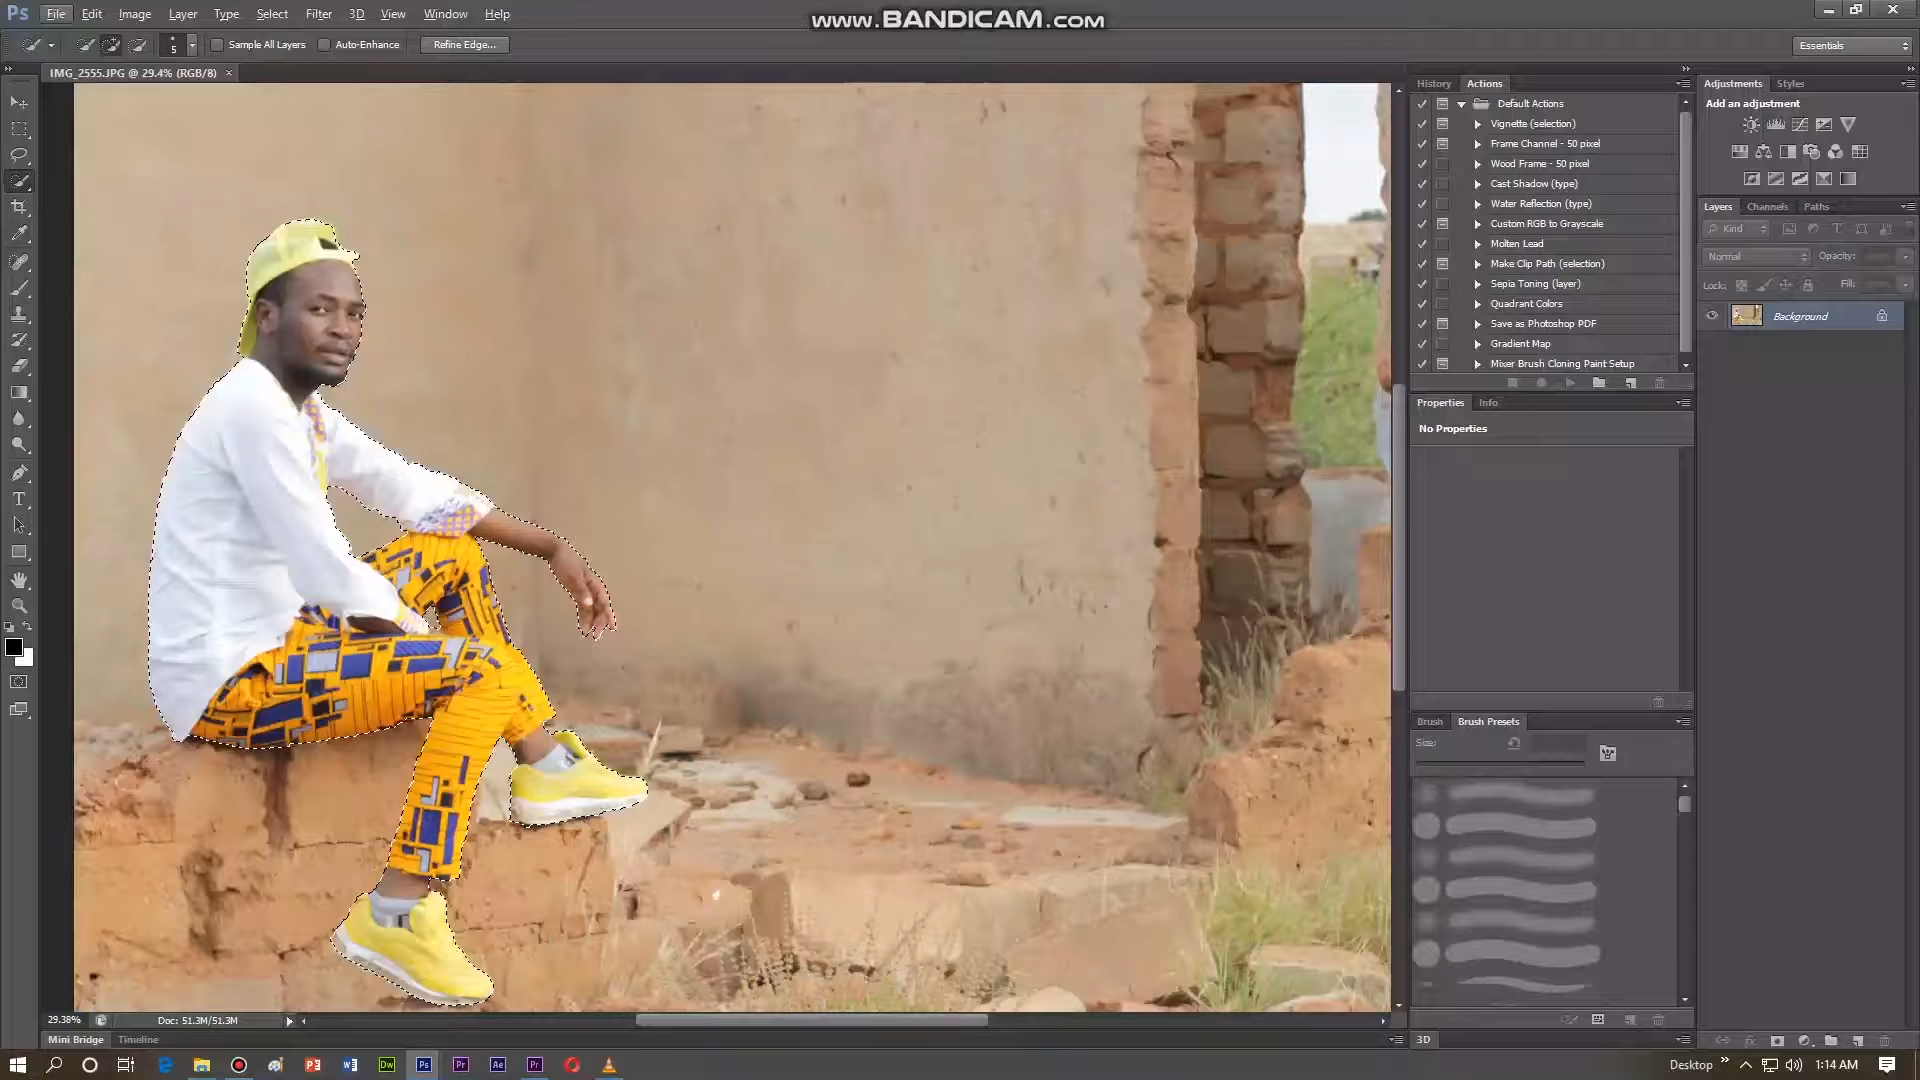 Ps File Edit Image Layer Type Select Filter 3D View Window Help
www.BANDICAM.com
5 Sample All Layers Auto-Enhance Refine Edge... Essentials
IMG_2555.JPG @ 29.4% (RGB/8) ×
History Actions
Default Actions
Vignette (selection)
Frame Channel - 50 pixel
Wood Frame - 50 pixel
Cast Shadow (type)
Water Reflection (type)
Custom RGB to Grayscale
Molten Lead
Make Clip Path (selection)
Sepia Toning (layer)
Quadrant Colors
Save as Photoshop PDF
Gradient Map
Mixer Brush Cloning Paint Setup
Adjustments Styles
Add an adjustment
Layers Channels Paths
Kind
Normal Opacity:
Lock: Fill:
Background
Properties Info
No Properties
Brush Brush Presets
Size:
3D
29.38% Doc: 51.3M/51.3M
Mini Bridge Timeline
Desktop 1:14 AM